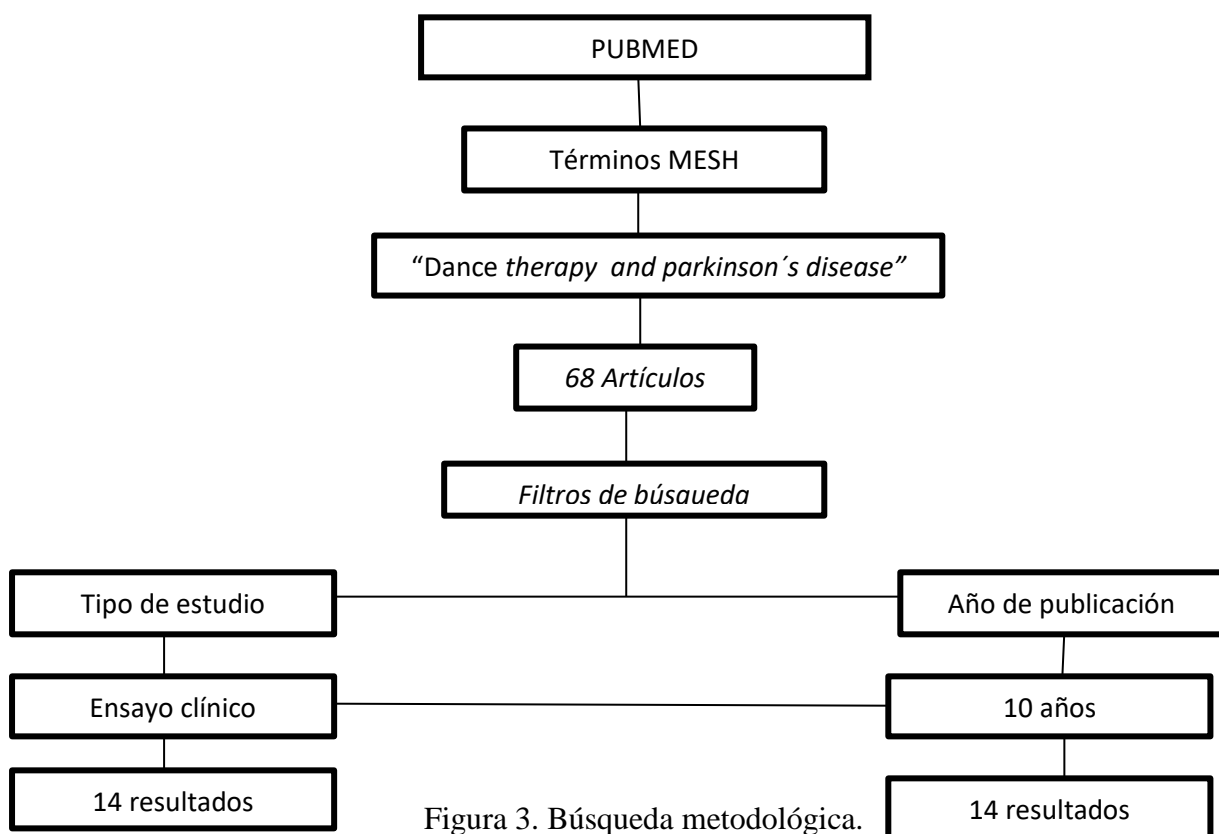 PUBMED
Términos MESH
“Dance therapy and parkinson´s disease”
68 Artículos
Filtros de búsqueda
Tipo de estudio
Año de publicación
Ensayo clínico
10 años
14 resultados
14 resultados
Figura 3. Búsqueda metodológica.